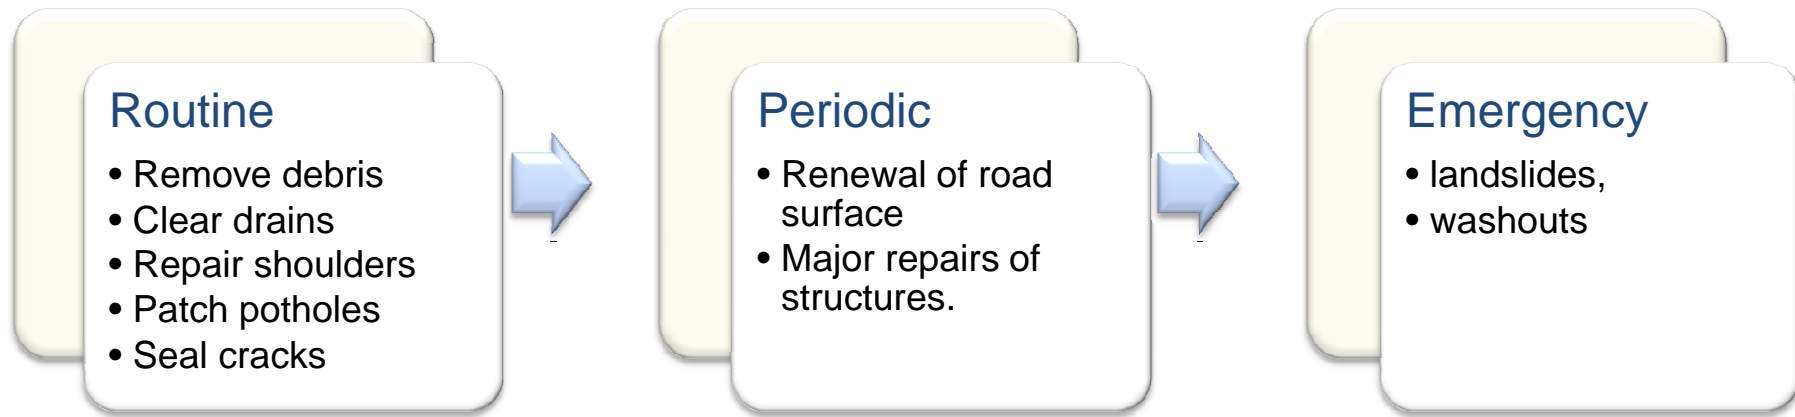 Routine
• Remove debris
• Clear drains
• Repair shoulders
• Patch potholes
• Seal cracks
Periodic
• Renewal of road
surface
• Major repairs of
structures.
Emergency
• landslides,
• washouts